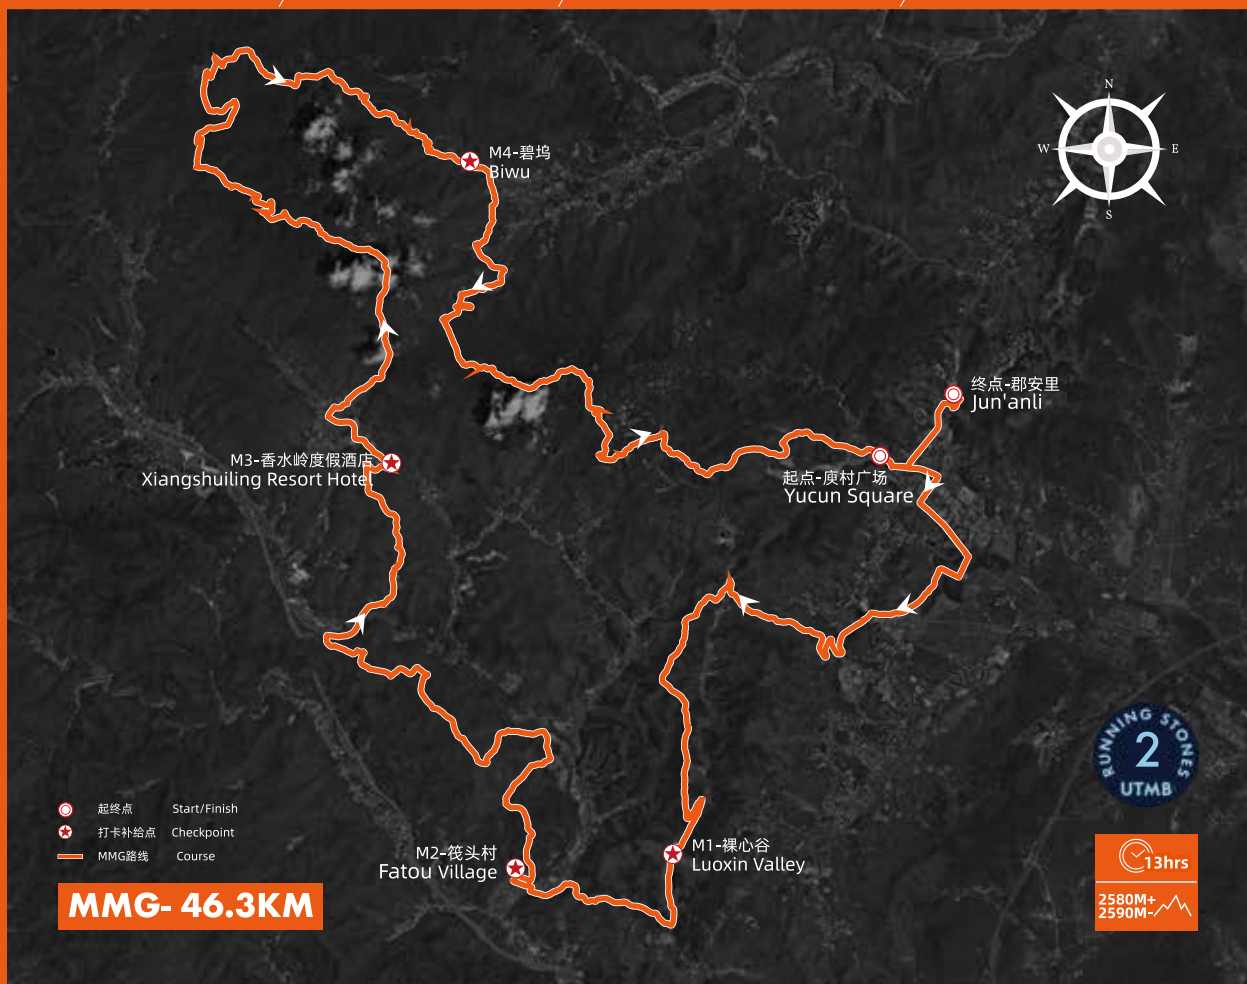 N
W
E
S
M4-碧坞
Biwu
终点-郡安里
Jun'anli
M3-香水岭度假酒店
Xiangshuiling Resort Hotel
起点-庾村广场
Yucun Square
RUNNING STONES
2
UTMB
起终点 Start/Finish
打卡补给点 Checkpoint
MMG路线 Course
M2-筏头村
Fatou Village
M1-裸心谷
Luoxin Valley
13hrs
2580M+
2590M-
MMG- 46.3KM